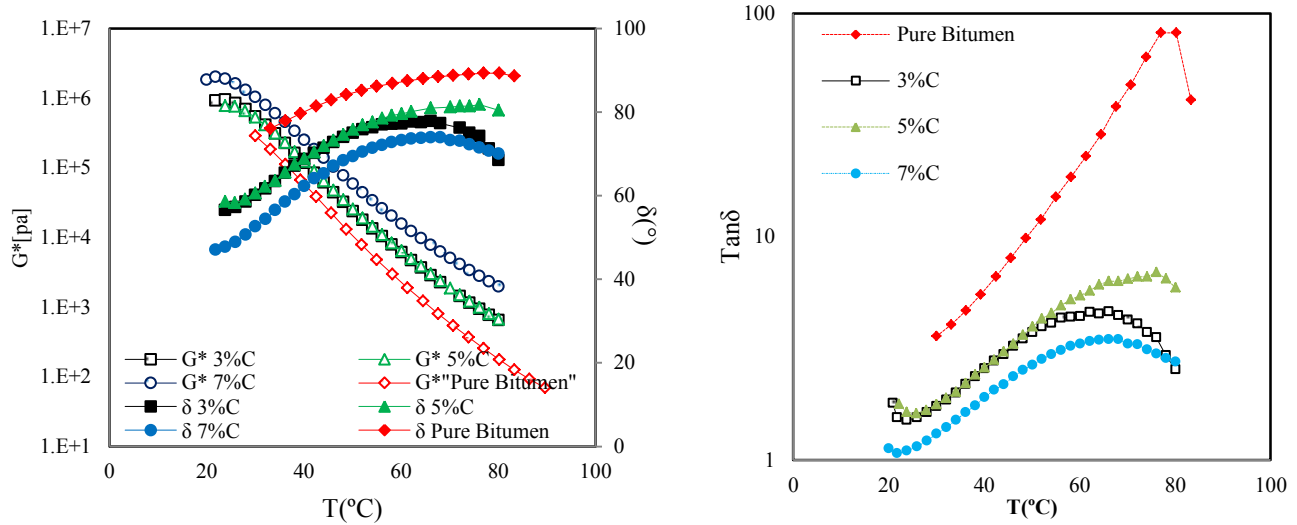 1.E+7
1.E+6
1.E+5
1.E+4
1.E+3
1.E+2
1.E+1
G*[pa]
100
80
60
40
20
0
δ(°)
G* 3%C
G* 5%C
G* 7%C
G*"Pure Bitumen"
δ 3%C
δ 5%C
δ 7%C
δ Pure Bitumen
0 20 40 60 80 100
T(ºC)
100
10
1
Tanδ
Pure Bitumen
3%C
5%C
7%C
0 20 40 60 80 100
T(ºC)